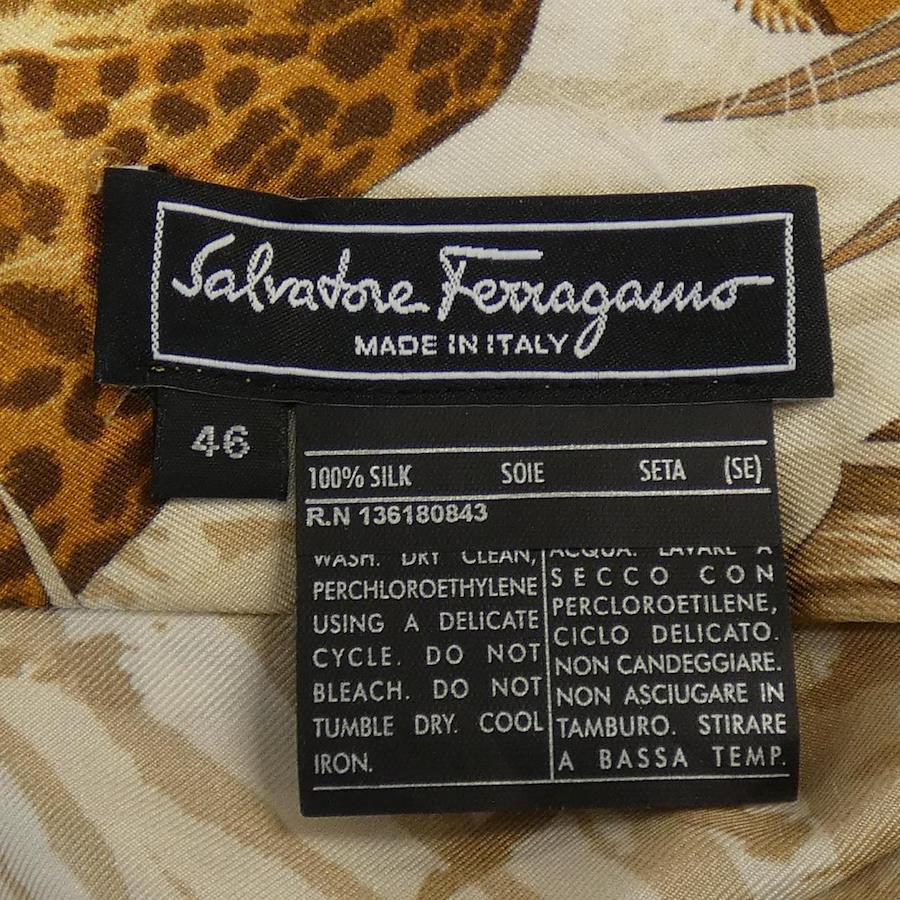 Salvatore Ferragamo
MADE IN ITALY
46
100% SILK SOIE SETA (SE)
R.N 136180843
WASH. DRY CLEAN,
PERCHLOROETHYLENE
USING A DELICATE
CYCLE. DO NOT
BLEACH. DO NOT
TUMBLE DRY. COOL
IRON.
ACQUA. LAVARE A
SECCO CON
PERCLOROETILENE,
CICLO DELICATO.
NON CANDEGGIARE.
NON ASCIUGARE IN
TAMBURO. STIRARE
A BASSA TEMP.